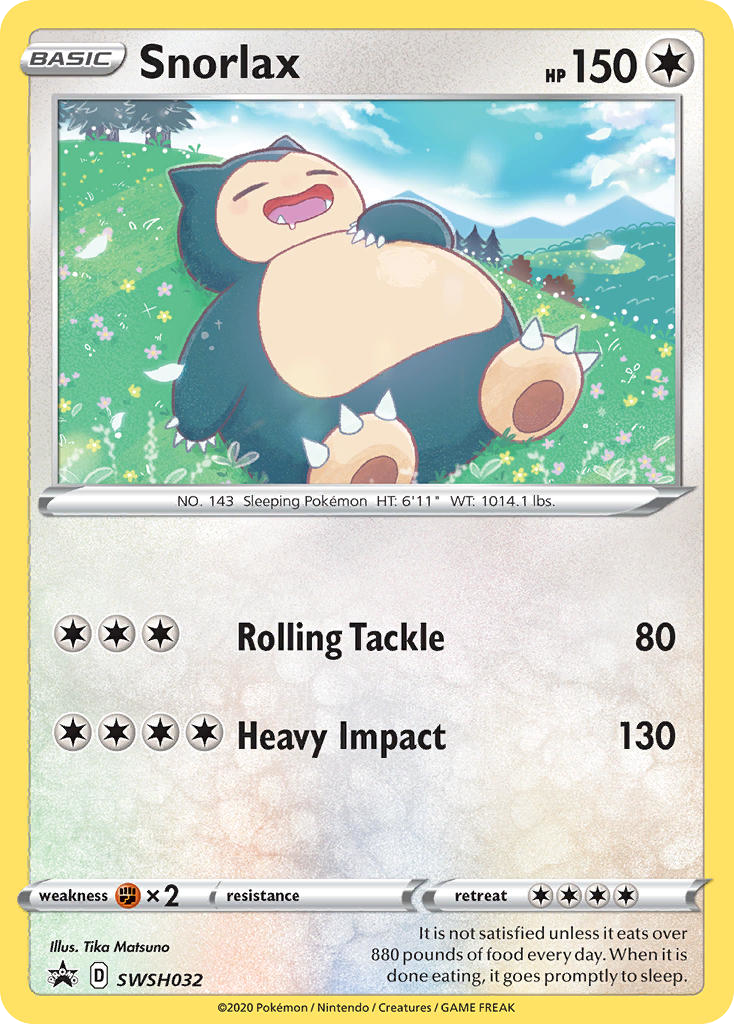 BASIC Snorlax HP 150
NO. 143 Sleeping Pokémon HT: 6'11" WT: 1014.1 lbs.
Rolling Tackle 80
Heavy Impact 130
weakness ×2 resistance retreat
Illus. Tika Matsuno
It is not satisfied unless it eats over
880 pounds of food every day. When it is
done eating, it goes promptly to sleep.
D SWSH032
©2020 Pokémon / Nintendo / Creatures / GAME FREAK